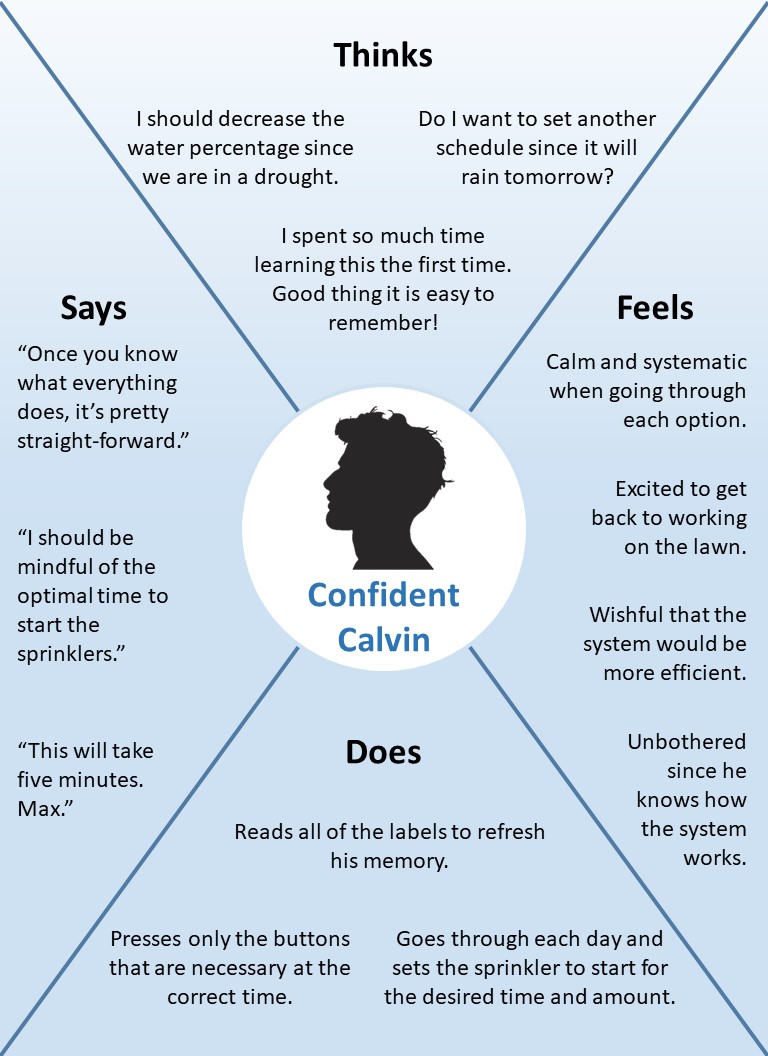 Thinks
I should decrease the
water percentage since
we are in a drought.
Do I want to set another
schedule since it will
rain tomorrow?
I spent so much time
learning this the first time.
Good thing it is easy to
remember!
Says
“Once you know
what everything
does, it’s pretty
straight-forward.”
“I should be
mindful of the
optimal time to
start the
sprinklers.”
“This will take
five minutes.
Max.”
Feels
Calm and systematic
when going through
each option.
Excited to get
back to working
on the lawn.
Wishful that the
system would be
more efficient.
Unbothered
since he
knows how
the system
works.
Confident
Calvin
Does
Reads all of the labels to refresh
his memory.
Presses only the buttons
that are necessary at the
correct time.
Goes through each day and
sets the sprinkler to start for
the desired time and amount.